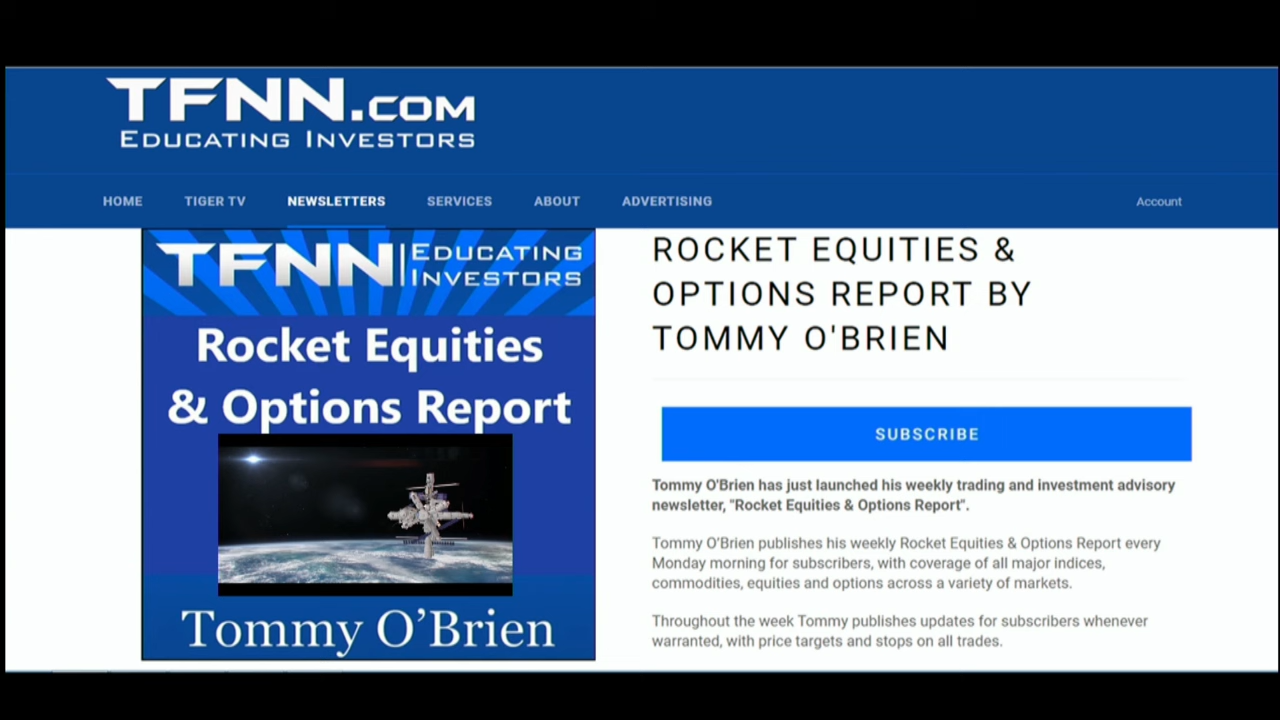 TFNN.COM
EDUCATING INVESTORS
HOME TIGER TV NEWSLETTERS SERVICES ABOUT ADVERTISING Account
TFNN EDUCATING INVESTORS
Rocket Equities
& Options Report
Tommy O’Brien
ROCKET EQUITIES &
OPTIONS REPORT BY
TOMMY O'BRIEN
SUBSCRIBE
Tommy O'Brien has just launched his weekly trading and investment advisory
newsletter, "Rocket Equities & Options Report".
Tommy O’Brien publishes his weekly Rocket Equities & Options Report every
Monday morning for subscribers, with coverage of all major indices,
commodities, equities and options across a variety of markets.
Throughout the week Tommy publishes updates for subscribers whenever
warranted, with price targets and stops on all trades.